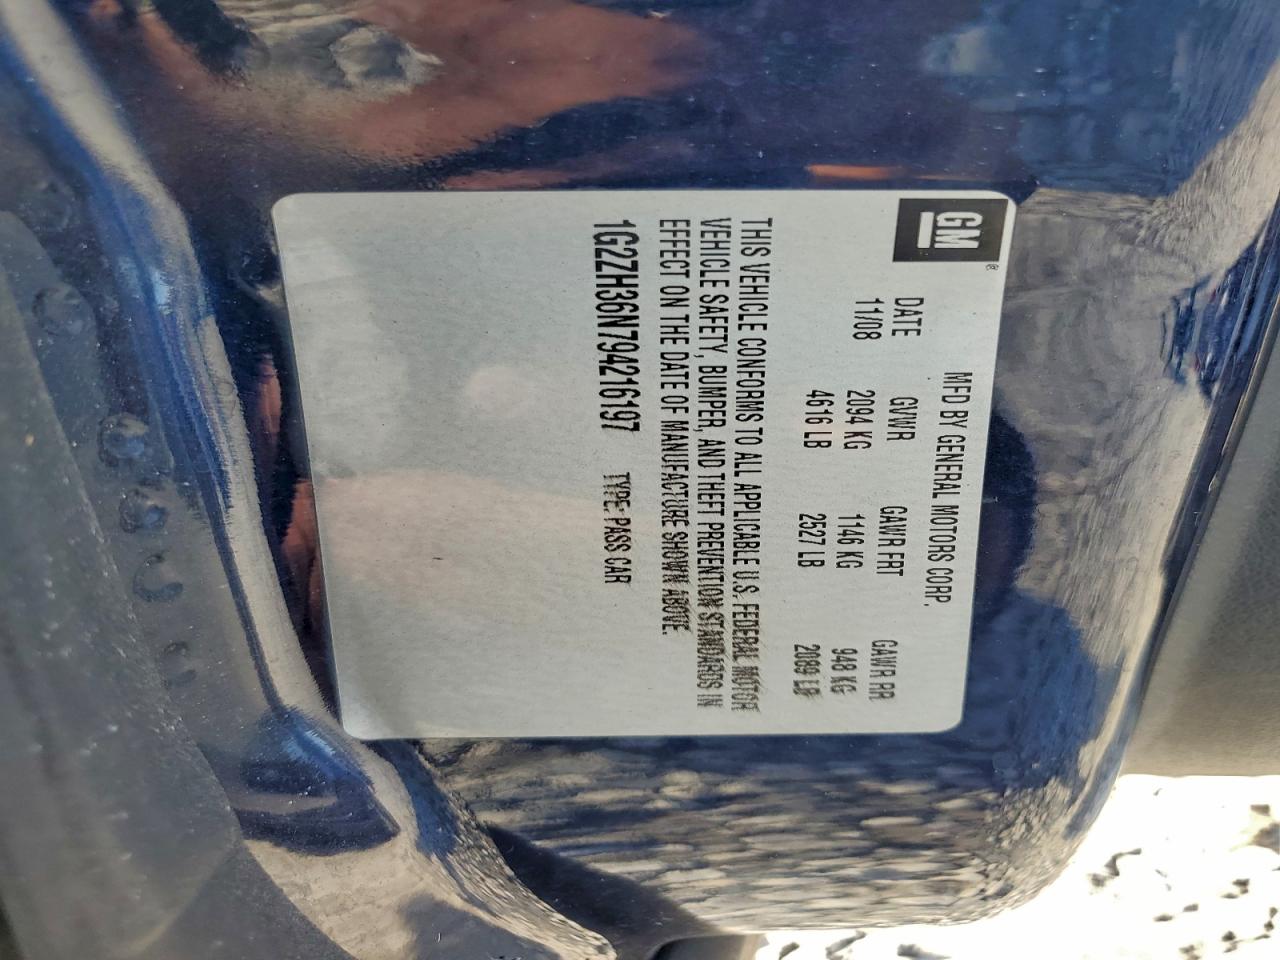 GM®
MFD BY GENERAL MOTORS CORP.
DATE GVWR GAWR FRT GAWR RR
11/08 2094 KG 1146 KG 948 KG
4616 LB 2527 LB 2089 LB
THIS VEHICLE CONFORMS TO ALL APPLICABLE U.S. FEDERAL MOTOR
VEHICLE SAFETY, BUMPER, AND THEFT PREVENTION STANDARDS IN
EFFECT ON THE DATE OF MANUFACTURE SHOWN ABOVE.
1G2ZH36N794216197 TYPE: PASS CAR